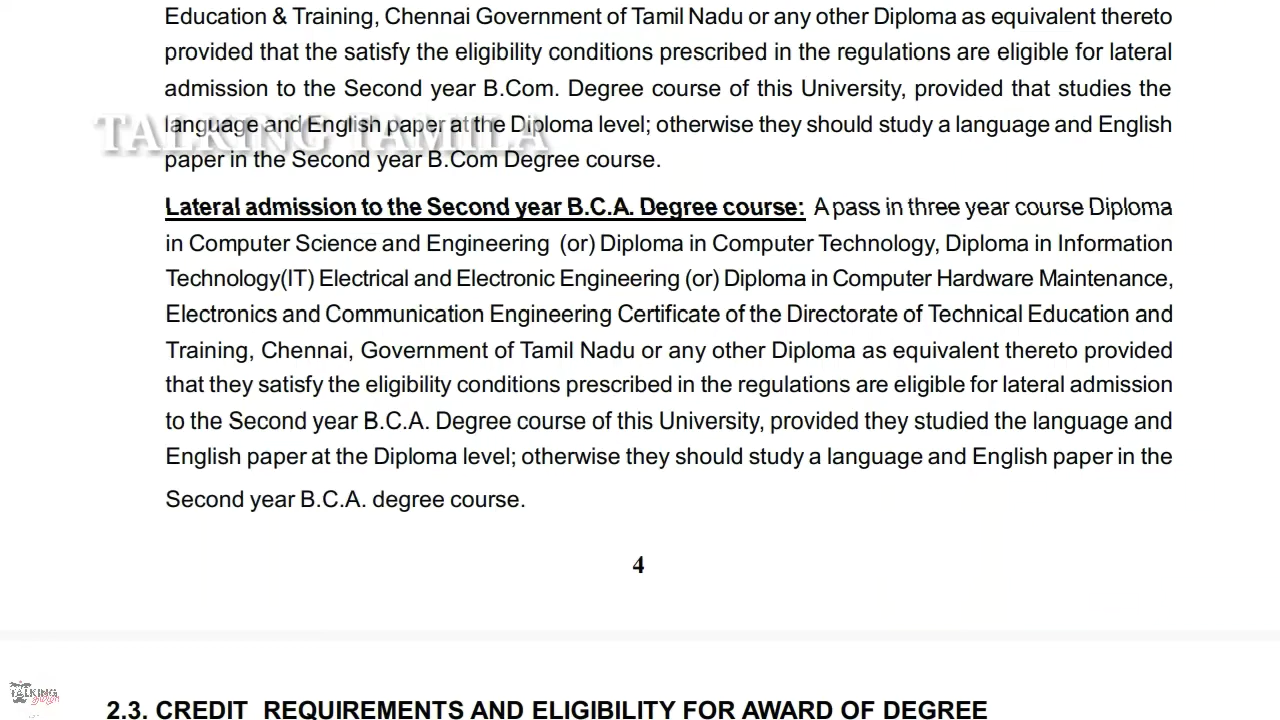 Education & Training, Chennai Government of Tamil Nadu or any other Diploma as equivalent thereto
provided that the satisfy the eligibility conditions prescribed in the regulations are eligible for lateral
admission to the Second year B.Com. Degree course of this University, provided that studies the
language and English paper at the Diploma level; otherwise they should study a language and English
TALKING TAMILA
paper in the Second year B.Com Degree course.
Lateral admission to the Second year B.C.A. Degree course: A pass in three year course Diploma
in Computer Science and Engineering (or) Diploma in Computer Technology, Diploma in Information
Technology(IT) Electrical and Electronic Engineering (or) Diploma in Computer Hardware Maintenance,
Electronics and Communication Engineering Certificate of the Directorate of Technical Education and
Training, Chennai, Government of Tamil Nadu or any other Diploma as equivalent thereto provided
that they satisfy the eligibility conditions prescribed in the regulations are eligible for lateral admission
to the Second year B.C.A. Degree course of this University, provided they studied the language and
English paper at the Diploma level; otherwise they should study a language and English paper in the
Second year B.C.A. degree course.
4
TALKING
2.3. CREDIT REQUIREMENTS AND ELIGIBILITY FOR AWARD OF DEGREE